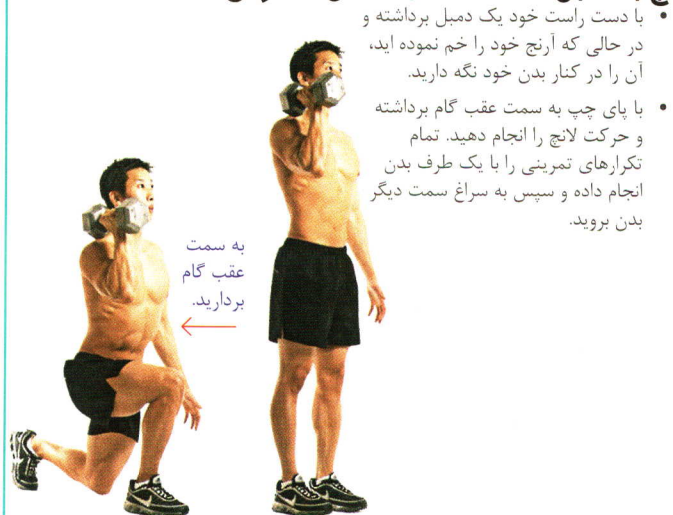 • با دست راست خود یک دمبل برداشته و
در حالی که آرنج خود را خم نموده اید،
آن را در کنار بدن خود نگه دارید.
• با پای چپ به سمت عقب گام برداشته
و حرکت لانچ را انجام دهید. تمام
تکرارهای تمرینی را با یک طرف بدن
انجام داده و سپس به سراغ سمت دیگر
بدن بروید.
به سمت
عقب گام
بردارید.